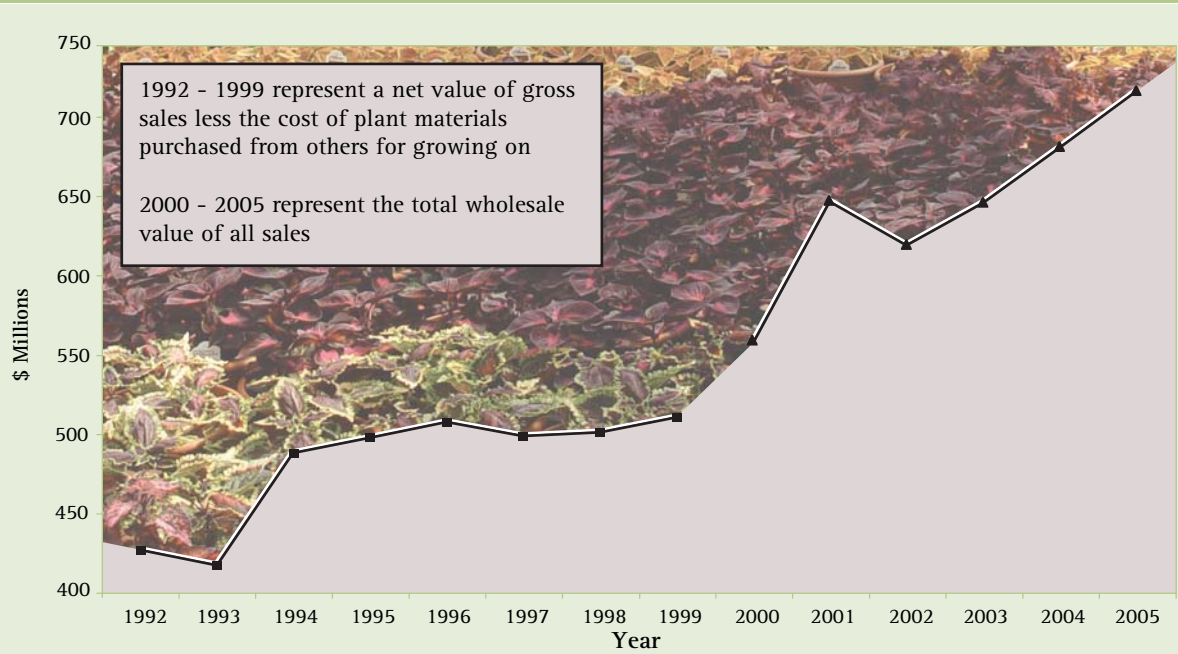 750
700
650
600
550
500
450
400
$ Millions
1992 - 1999 represent a net value of gross
sales less the cost of plant materials
purchased from others for growing on
2000 - 2005 represent the total wholesale
value of all sales
1992 1993 1994 1995 1996 1997 1998 1999 2000 2001 2002 2003 2004 2005
Year